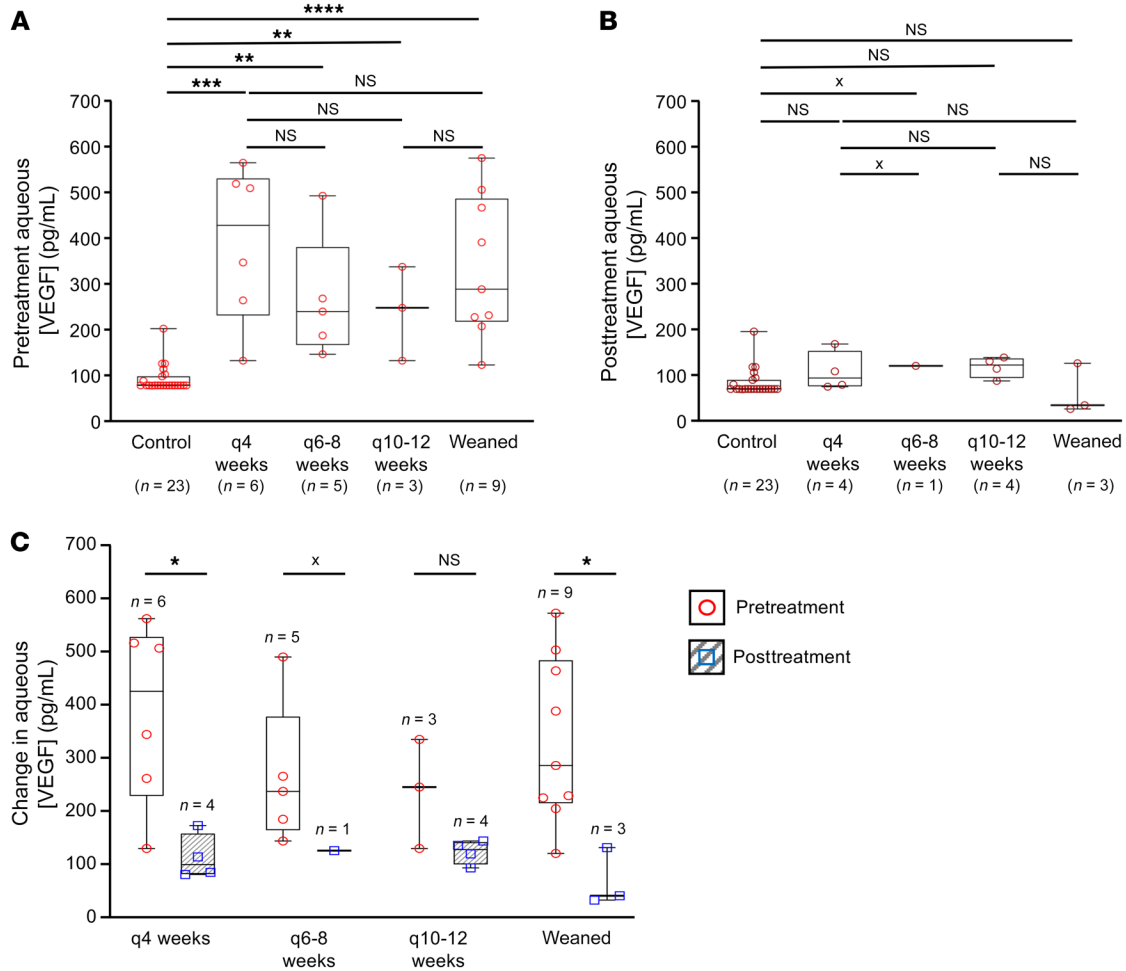 A
****
**
**
***
NS
NS
NS
NS
Pretreatment aqueous
[VEGF] (pg/mL)
700
600
500
400
300
200
100
0
Control
q4
weeks
q6-8
weeks
q10-12
weeks
Weaned
(n = 23)
(n = 6)
(n = 5)
(n = 3)
(n = 9)
B
NS
NS
x
NS
NS
NS
x
NS
Posttreatment aqueous
[VEGF] (pg/mL)
700
600
500
400
300
200
100
0
Control
q4
weeks
q6-8
weeks
q10-12
weeks
Weaned
(n = 23)
(n = 4)
(n = 1)
(n = 4)
(n = 3)
C
Change in aqueous
[VEGF] (pg/mL)
700
600
500
400
300
200
100
0
*
x
NS
*
n = 6
n = 4
n = 5
n = 1
n = 3
n = 4
n = 9
n = 3
q4 weeks
q6-8
weeks
q10-12
weeks
Weaned
Pretreatment
Posttreatment